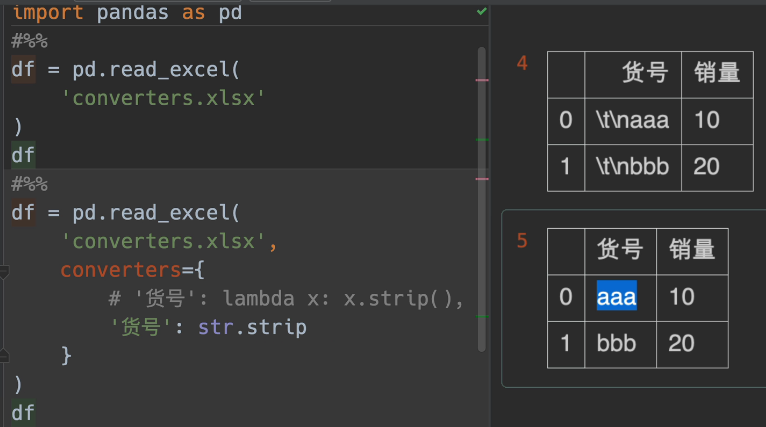 import pandas as pd
#%%
df = pd.read_excel(
    'converters.xlsx'
)
df
#%%
df = pd.read_excel(
    'converters.xlsx',
    converters={
        # '货号': lambda x: x.strip(),
        '货号': str.strip
    }
)
df
4
货号 销量
0 \t\naaa 10
1 \t\nbbb 20
5
货号 销量
0 aaa 10
1 bbb 20